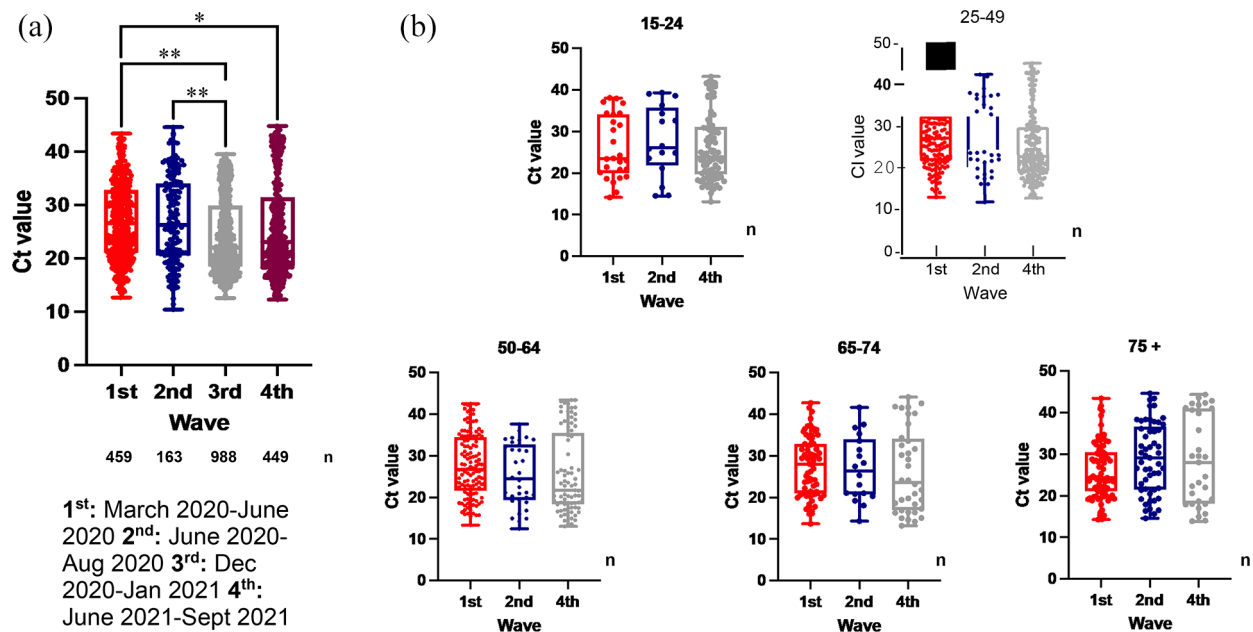 (a)
*
**
**
50
40
30
20
10
0
Ct value
1st 2nd 3rd 4th
Wave
459 163 988 449 n
1st: March 2020-June
2020 2nd: June 2020-
Aug 2020 3rd: Dec
2020-Jan 2021 4th:
June 2021-Sept 2021
(b)
15-24
50
40
30
20
10
0
Ct value
n
1st 2nd 4th
Wave
25-49
50
40
30
20
10
0
CI value
n
1st 2nd 4th
Wave
50-64
50
40
30
20
10
0
Ct value
n
1st 2nd 4th
Wave
65-74
50
40
30
20
10
0
Ct value
n
1st 2nd 4th
Wave
75 +
50
40
30
20
10
0
Ct value
n
1st 2nd 4th
Wave